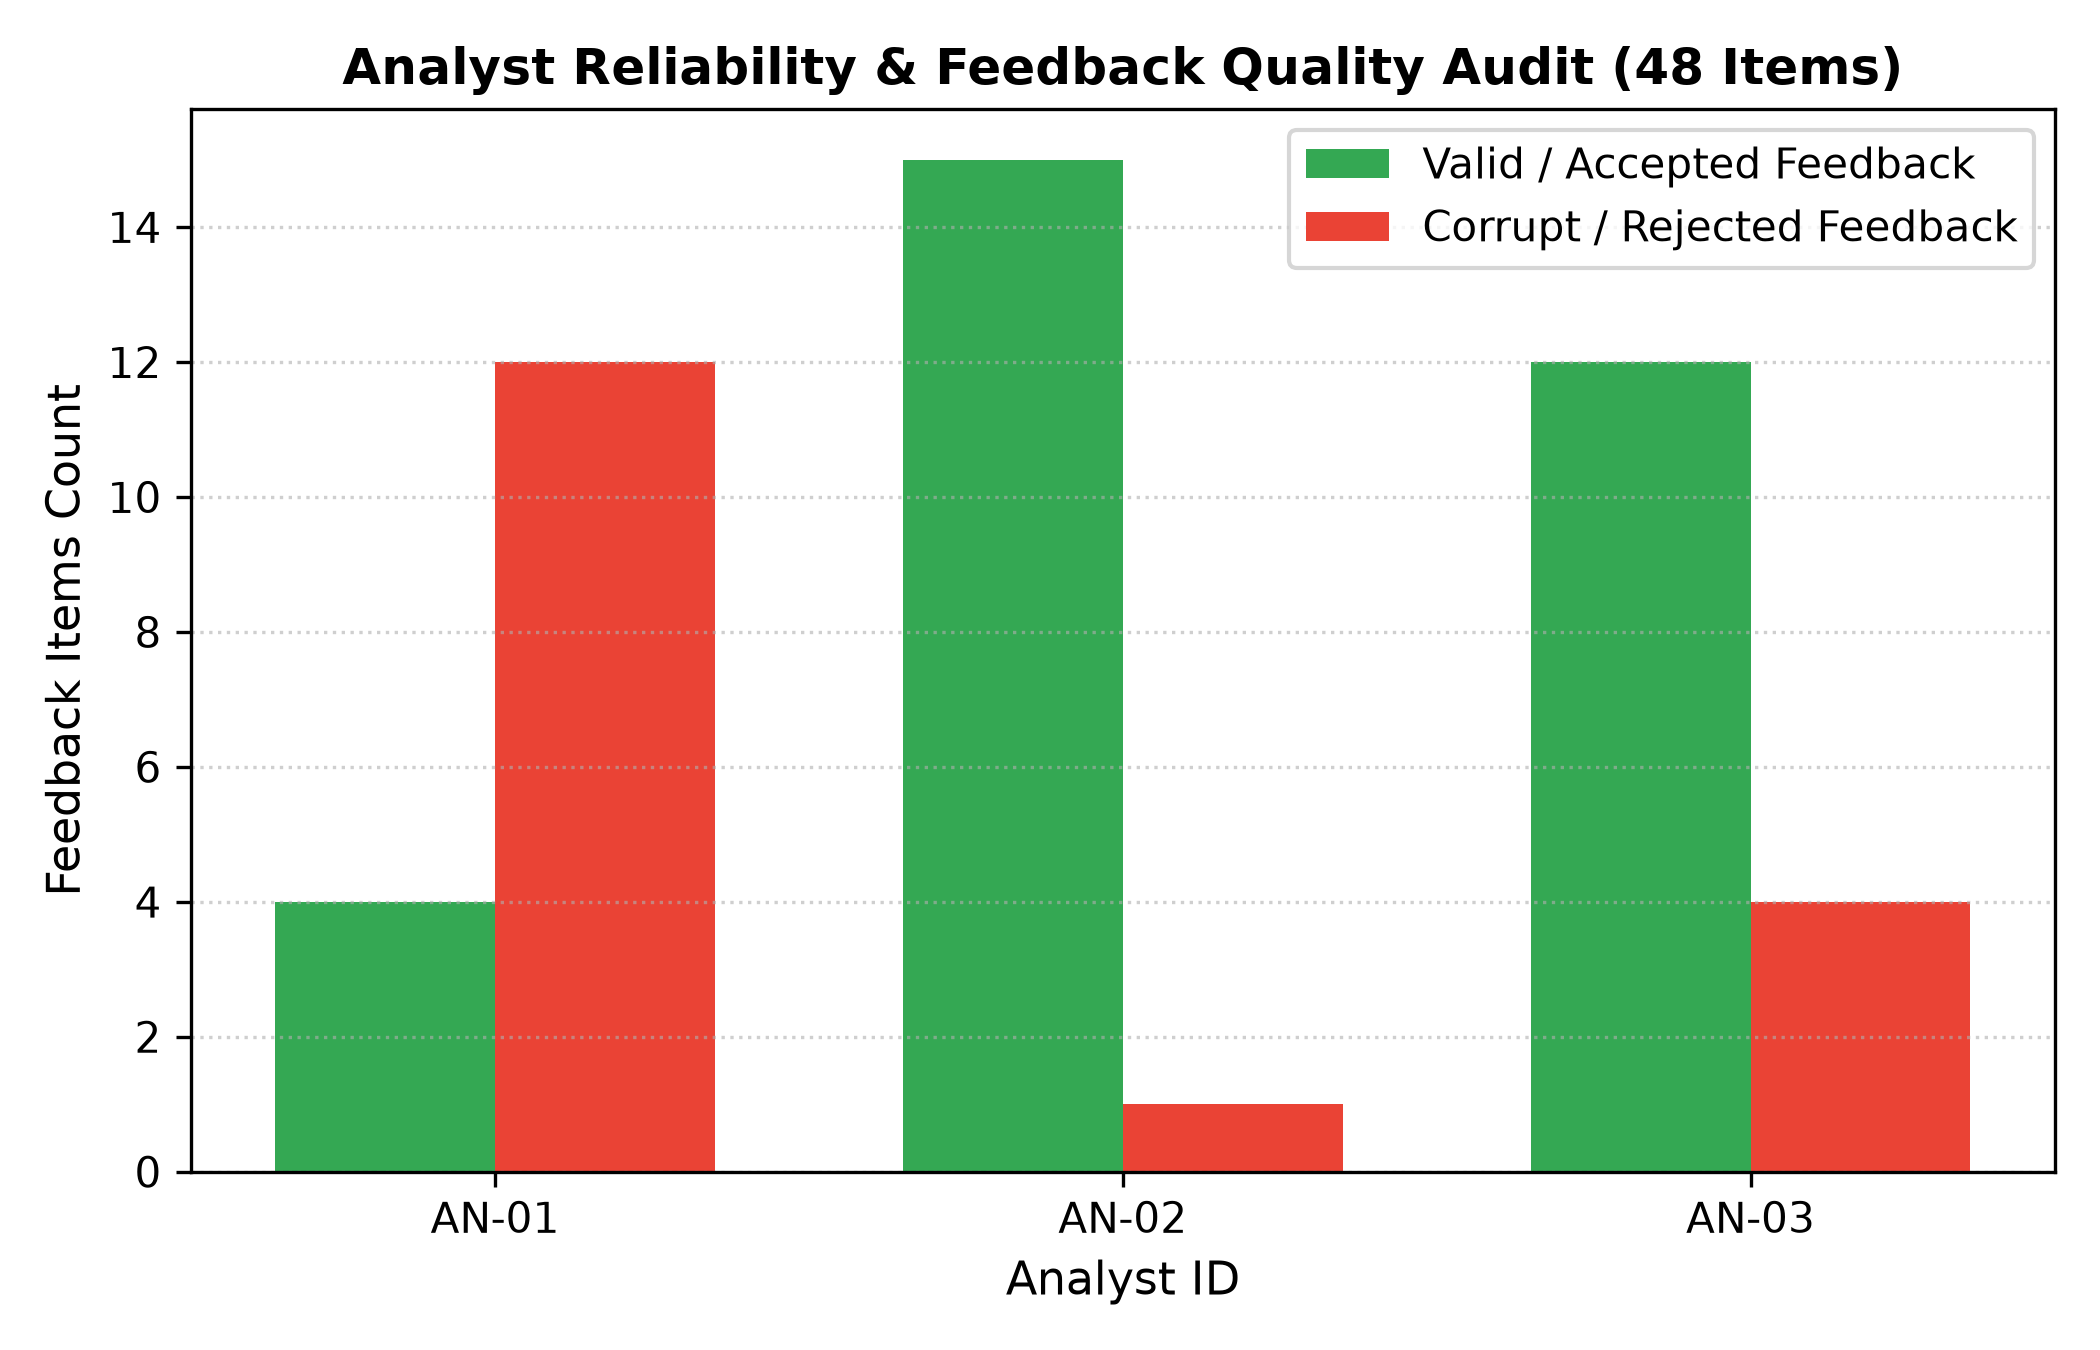 Analyst Reliability & Feedback Quality Audit (48 Items)
Valid / Accepted Feedback
Corrupt / Rejected Feedback
Feedback Items Count
14
12
10
8
6
4
2
0
AN-01
AN-02
AN-03
Analyst ID